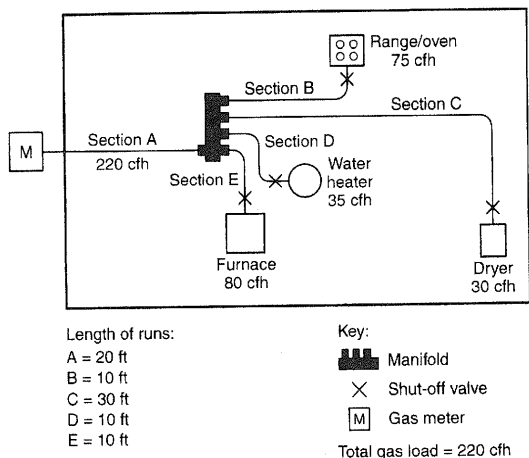 Range/oven
75 cfh
Section B
Section C
Section A
220 cfh
M
Section D
Water
heater
35 cfh
Section E
Furnace
80 cfh
Dryer
30 cfh
Length of runs:
A = 20 ft
B = 10 ft
C = 30 ft
D = 10 ft
E = 10 ft
Key:
Manifold
Shut-off valve
M Gas meter
Total gas load = 220 cfh